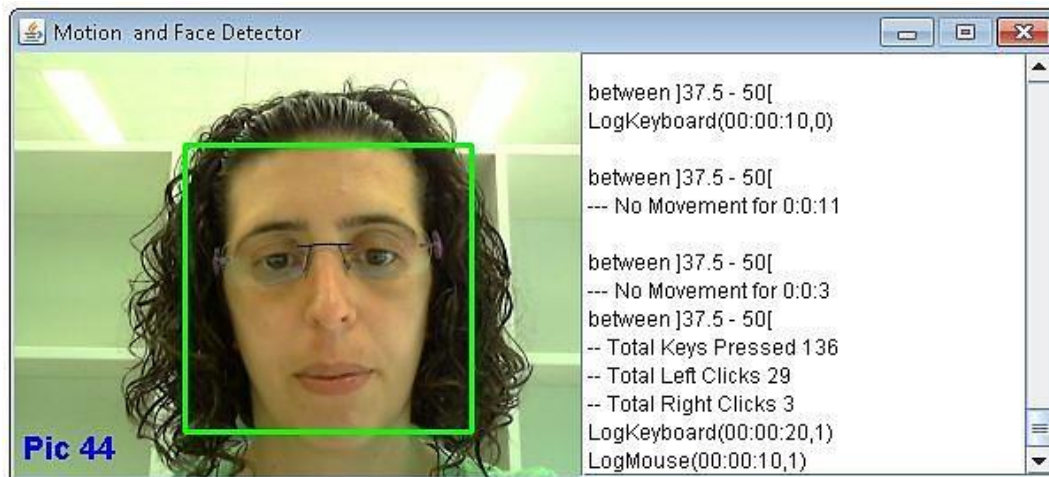 Motion and Face Detector
Pic 44
between ]37.5 - 50[
LogKeyboard(00:00:10,0)
between ]37.5 - 50[
--- No Movement for 0:0:11
between ]37.5 - 50[
--- No Movement for 0:0:3
between ]37.5 - 50[
-- Total Keys Pressed 136
-- Total Left Clicks 29
-- Total Right Clicks 3
LogKeyboard(00:00:20,1)
LogMouse(00:00:10,1)